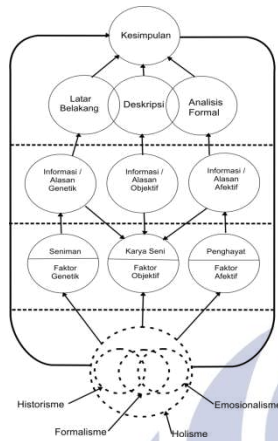 Kesimpulan
Latar
Belakang
Deskripsi
Analisis
Formal
Informasi /
Alasan
Genetik
Informasi /
Alasan
Objektif
Informasi /
Alasan
Afektif
Seniman
Faktor
Genetik
Karya Seni
Faktor
Objektif
Penghayat
Faktor
Afektif
Historisme
Emosionalisme
Formalisme
Holisme